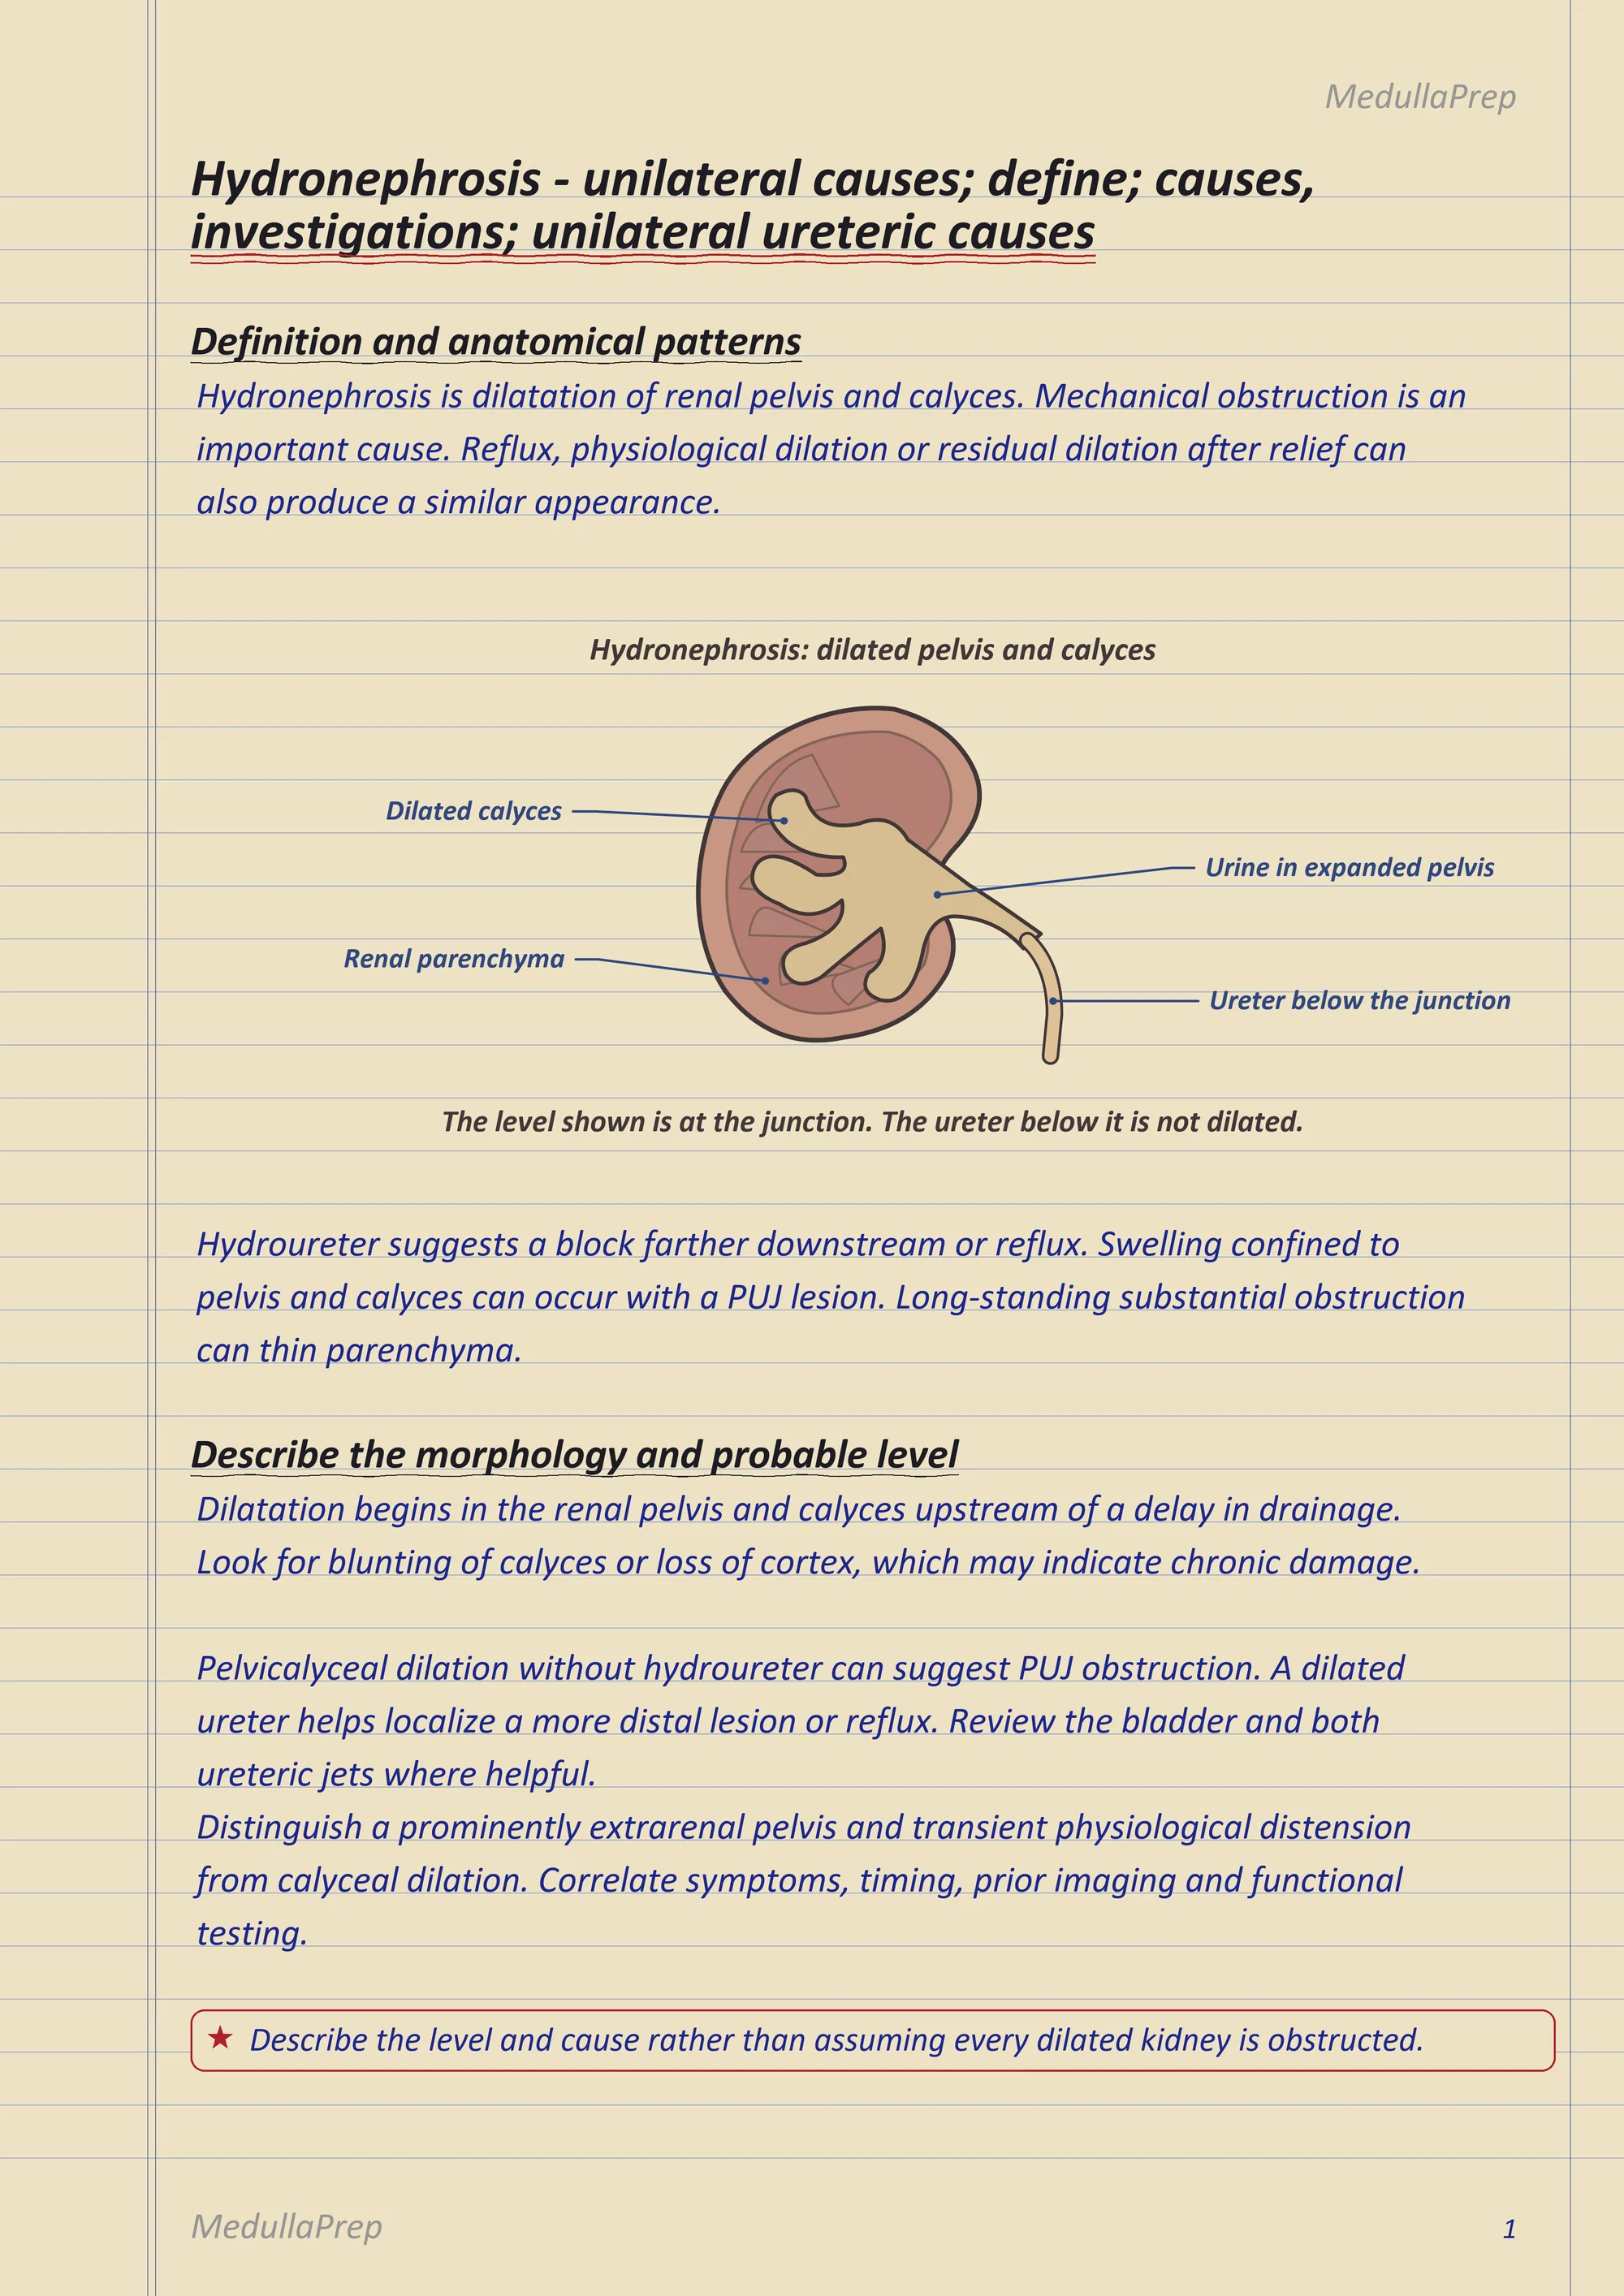 MedullaPrep
Hydronephrosis - unilateral causes; define; causes,
investigations; unilateral ureteric causes
Definition and anatomical patterns
Hydronephrosis is dilatation of renal pelvis and calyces. Mechanical obstruction is an
important cause. Reflux, physiological dilation or residual dilation after relief can
also produce a similar appearance.
Hydronephrosis: dilated pelvis and calyces
Dilated calyces
Urine in expanded pelvis
Renal parenchyma
Ureter below the junction
The level shown is at the junction. The ureter below it is not dilated.
Hydroureter suggests a block farther downstream or reflux. Swelling confined to
pelvis and calyces can occur with a PUJ lesion. Long-standing substantial obstruction
can thin parenchyma.
Describe the morphology and probable level
Dilatation begins in the renal pelvis and calyces upstream of a delay in drainage.
Look for blunting of calyces or loss of cortex, which may indicate chronic damage.
Pelvicalyceal dilation without hydroureter can suggest PUJ obstruction. A dilated
ureter helps localize a more distal lesion or reflux. Review the bladder and both
ureteric jets where helpful.
Distinguish a prominently extrarenal pelvis and transient physiological distension
from calyceal dilation. Correlate symptoms, timing, prior imaging and functional
testing.
★ Describe the level and cause rather than assuming every dilated kidney is obstructed.
MedullaPrep
1